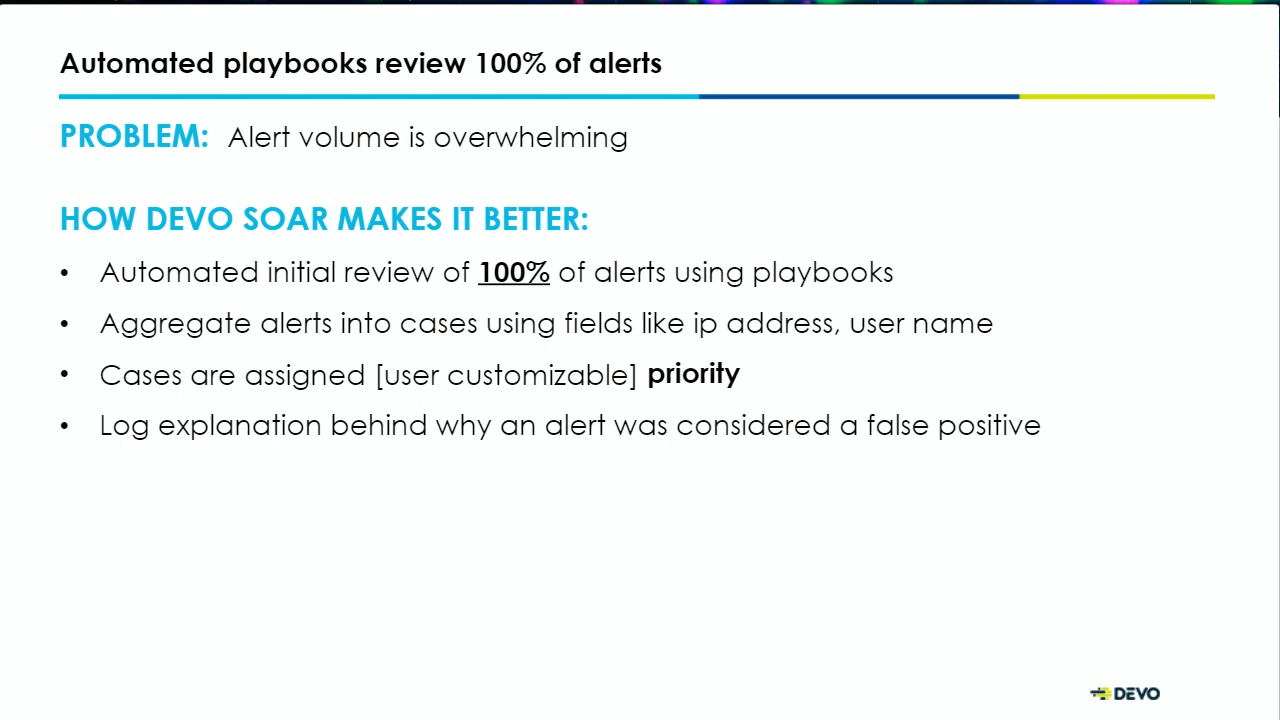 Automated playbooks review 100% of alerts
PROBLEM: Alert volume is overwhelming
HOW DEVO SOAR MAKES IT BETTER:
• Automated initial review of 100% of alerts using playbooks
• Aggregate alerts into cases using fields like ip address, user name
• Cases are assigned [user customizable] priority
• Log explanation behind why an alert was considered a false positive
DEVO